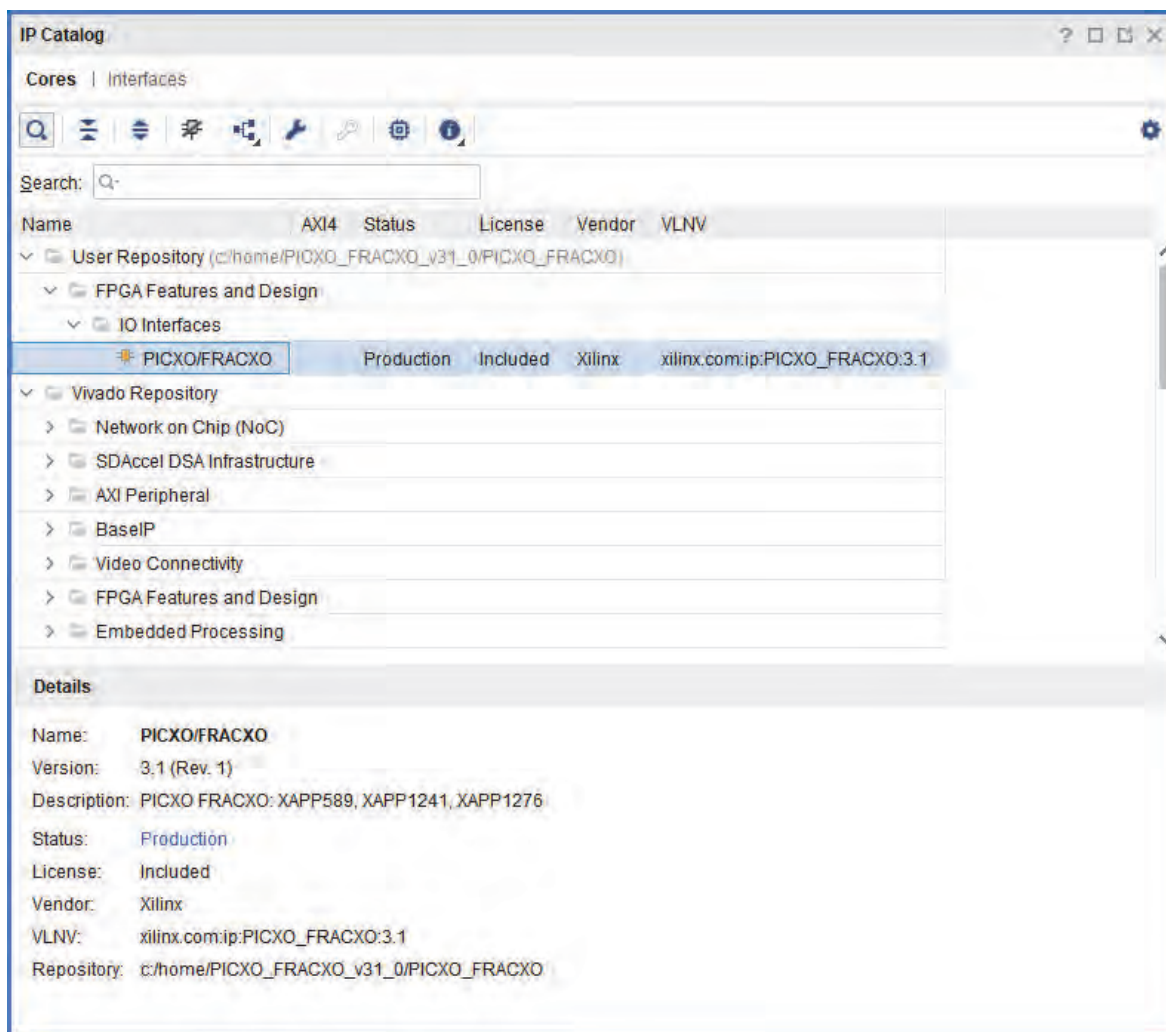 IP Catalog ?
Cores | Interfaces
Search:
Name AXI4 Status License Vendor VLNV
User Repository (c:/home/PICXO_FRACXO_v31_0/PICXO_FRACXO)
FPGA Features and Design
IO Interfaces
PICXO/FRACXO Production Included Xilinx xilinx.com:ip:PICXO_FRACXO:3.1
Vivado Repository
Network on Chip (NoC)
SDAccel DSA Infrastructure
AXI Peripheral
BaseIP
Video Connectivity
FPGA Features and Design
Embedded Processing
Details
Name: PICXO/FRACXO
Version: 3.1 (Rev. 1)
Description: PICXO FRACXO: XAPP589, XAPP1241, XAPP1276
Status: Production
License: Included
Vendor: Xilinx
VLNV: xilinx.com:ip:PICXO_FRACXO:3.1
Repository: c:/home/PICXO_FRACXO_v31_0/PICXO_FRACXO